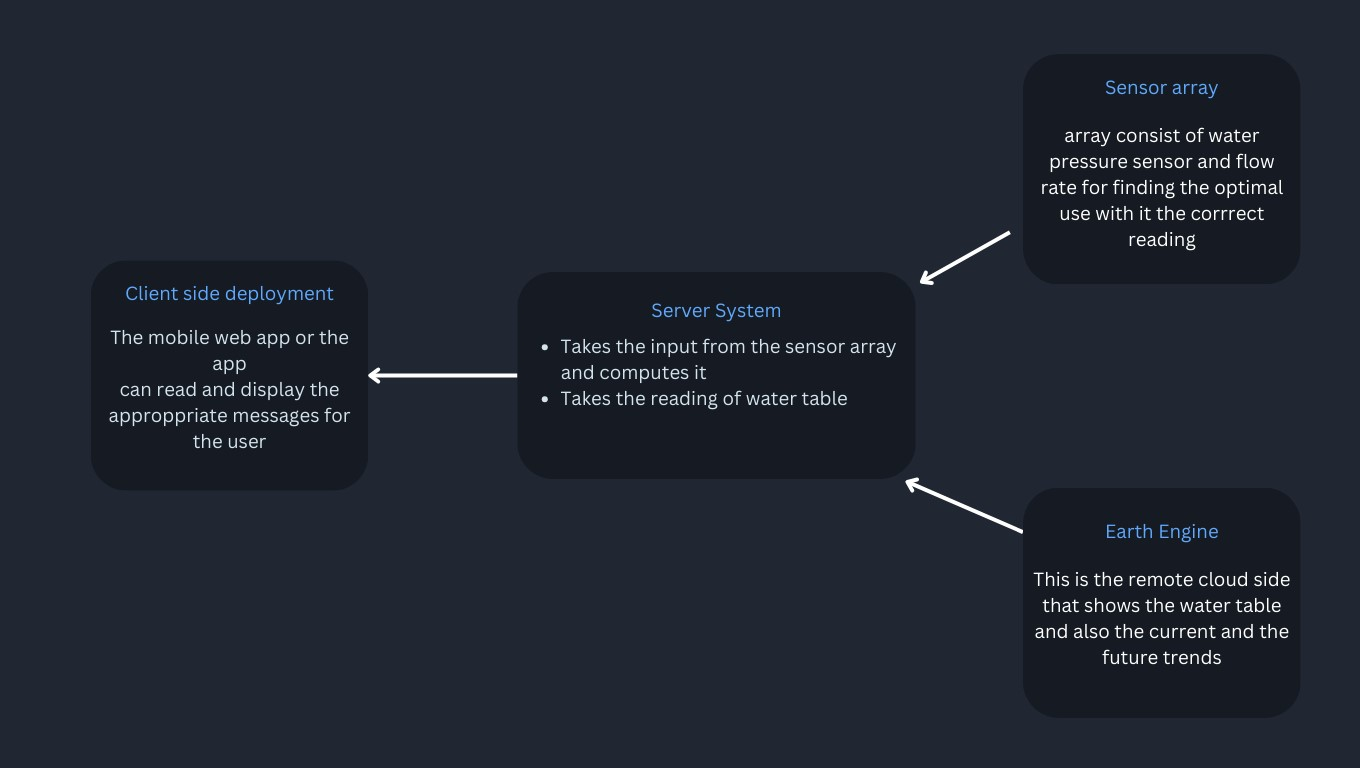 Sensor array
array consist of water
pressure sensor and flow
rate for finding the optimal
use with it the corrrect
reading
Client side deployment
The mobile web app or the
app
can read and display the
approppriate messages for
the user
Server System
• Takes the input from the sensor array
and computes it
• Takes the reading of water table
Earth Engine
This is the remote cloud side
that shows the water table
and also the current and the
future trends